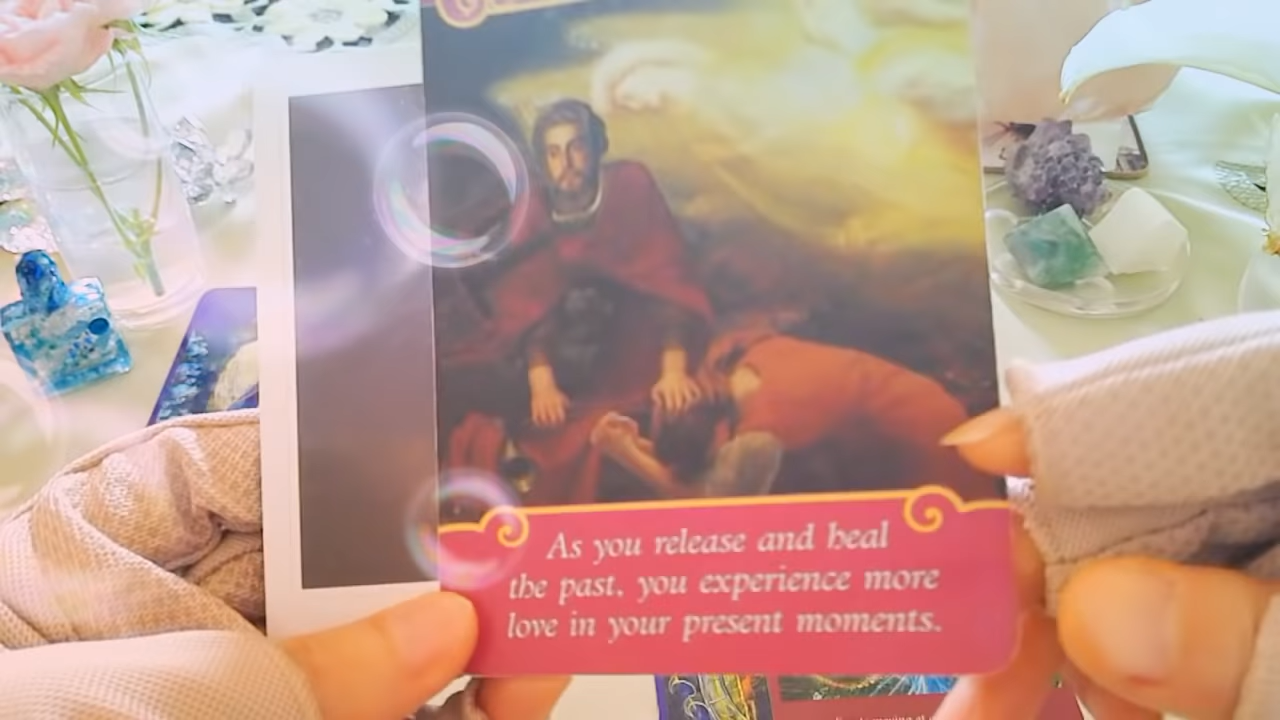 As you release and heal
the past, you experience more
love in your present moments.